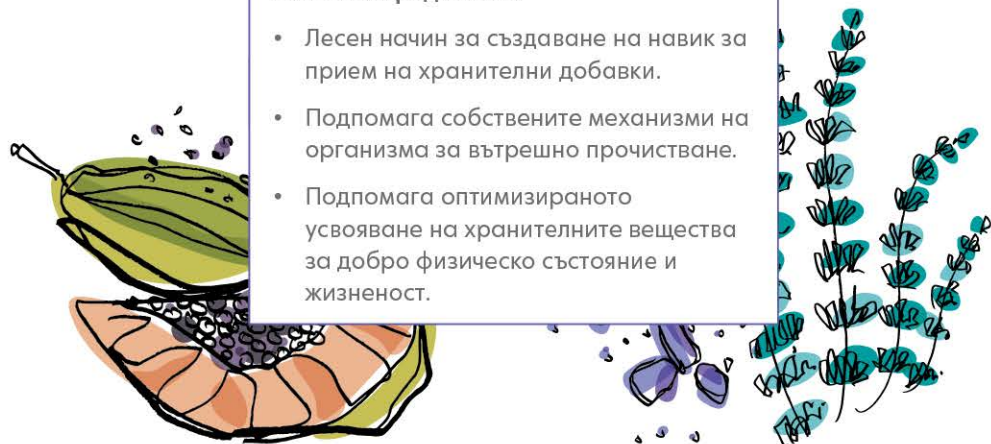 • Лесен начин за създаване на навик за
прием на хранителни добавки.
• Подпомага собствените механизми на
организма за вътрешно прочистване.
• Подпомага оптимизираното
усвояване на хранителните вещества
за добро физическо състояние и
жизненост.